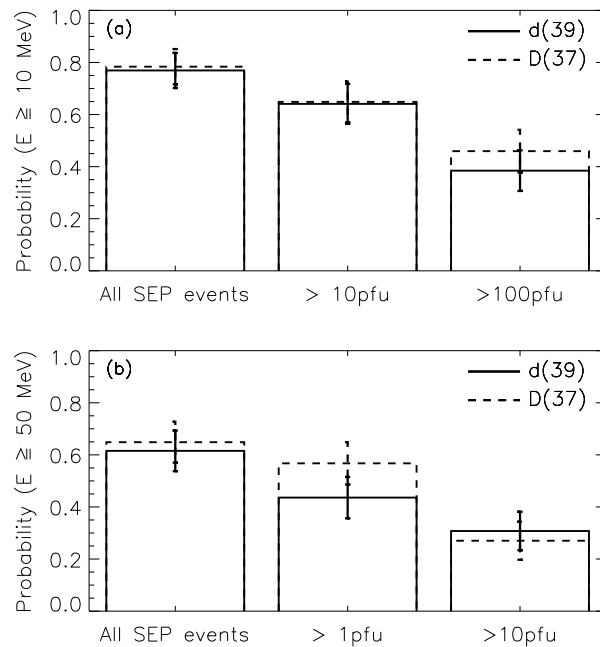 (a)
d(39)
D(37)
Probability (E ≥ 10 MeV)
1.0
0.8
0.6
0.4
0.2
0.0
All SEP events
> 10pfu
>100pfu
(b)
d(39)
D(37)
Probability (E ≥ 50 MeV)
1.0
0.8
0.6
0.4
0.2
0.0
All SEP events
> 1pfu
>10pfu